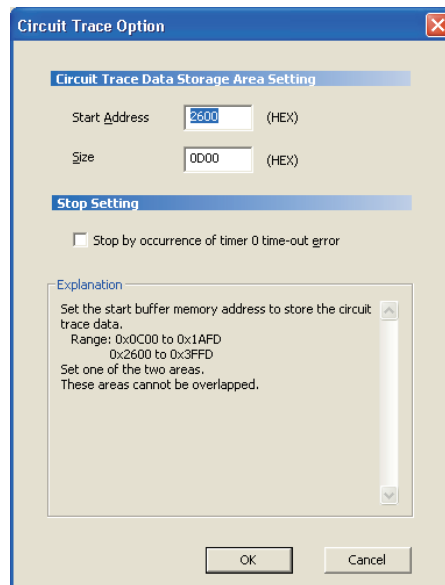 Circuit Trace Option
Circuit Trace Data Storage Area Setting
Start Address 2600 (HEX)
Size 0D00 (HEX)
Stop Setting
Stop by occurrence of timer 0 time-out error
Explanation
Set the start buffer memory address to store the circuit
trace data.
Range: 0x0C00 to 0x1AFD
0x2600 to 0x3FFD
Set one of the two areas.
These areas cannot be overlapped.
OK Cancel